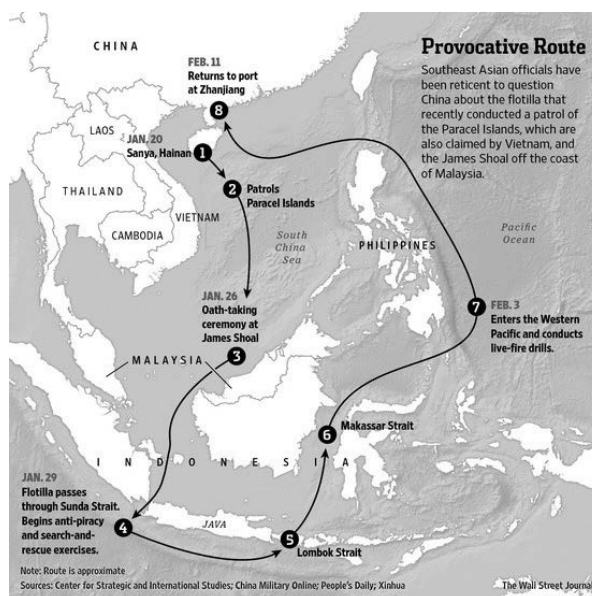 Provocative Route
Southeast Asian officials have
been reticent to question
China about the flotilla that
recently conducted a patrol of
the Paracel Islands, which are
also claimed by Vietnam, and
the James Shoal off the coast
of Malaysia.
CHINA
FEB. 11
Returns to port
at Zhanjiang
8
LAOS
JAN. 20
Sanya, Hainan
1
2
Patrols
Paracel Islands
THAILAND
VIETNAM
CAMBODIA
South
China
Sea
PHILIPPINES
Pacific
Ocean
JAN. 26
Oath-taking
ceremony at
James Shoal
3
7
FEB. 3
Enters the Western
Pacific and conducts
live-fire drills.
MALAYSIA
6
Makassar Strait
INDONESIA
JAN. 29
Flotilla passes
through Sunda Strait.
Begins anti-piracy
and search-and-
rescue exercises.
4
JAVA
5
Lombok Strait
Note: Route is approximate
Sources: Center for Strategic and International Studies; China Military Online; People's Daily; Xinhua
The Wall Street Journal